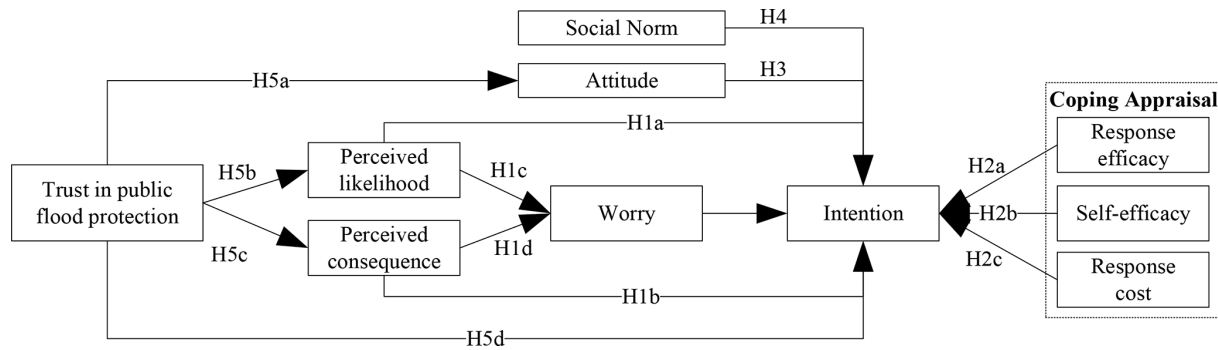 Social Norm
H4
Attitude
H3
H5a
H1a
Coping Appraisal
Response
efficacy
H2a
Trust in public
flood protection
H5b
Perceived
likelihood
H1c
Worry
Intention
H2b
Self-efficacy
H5c
Perceived
consequence
H1d
H2c
Response
cost
H1b
H5d